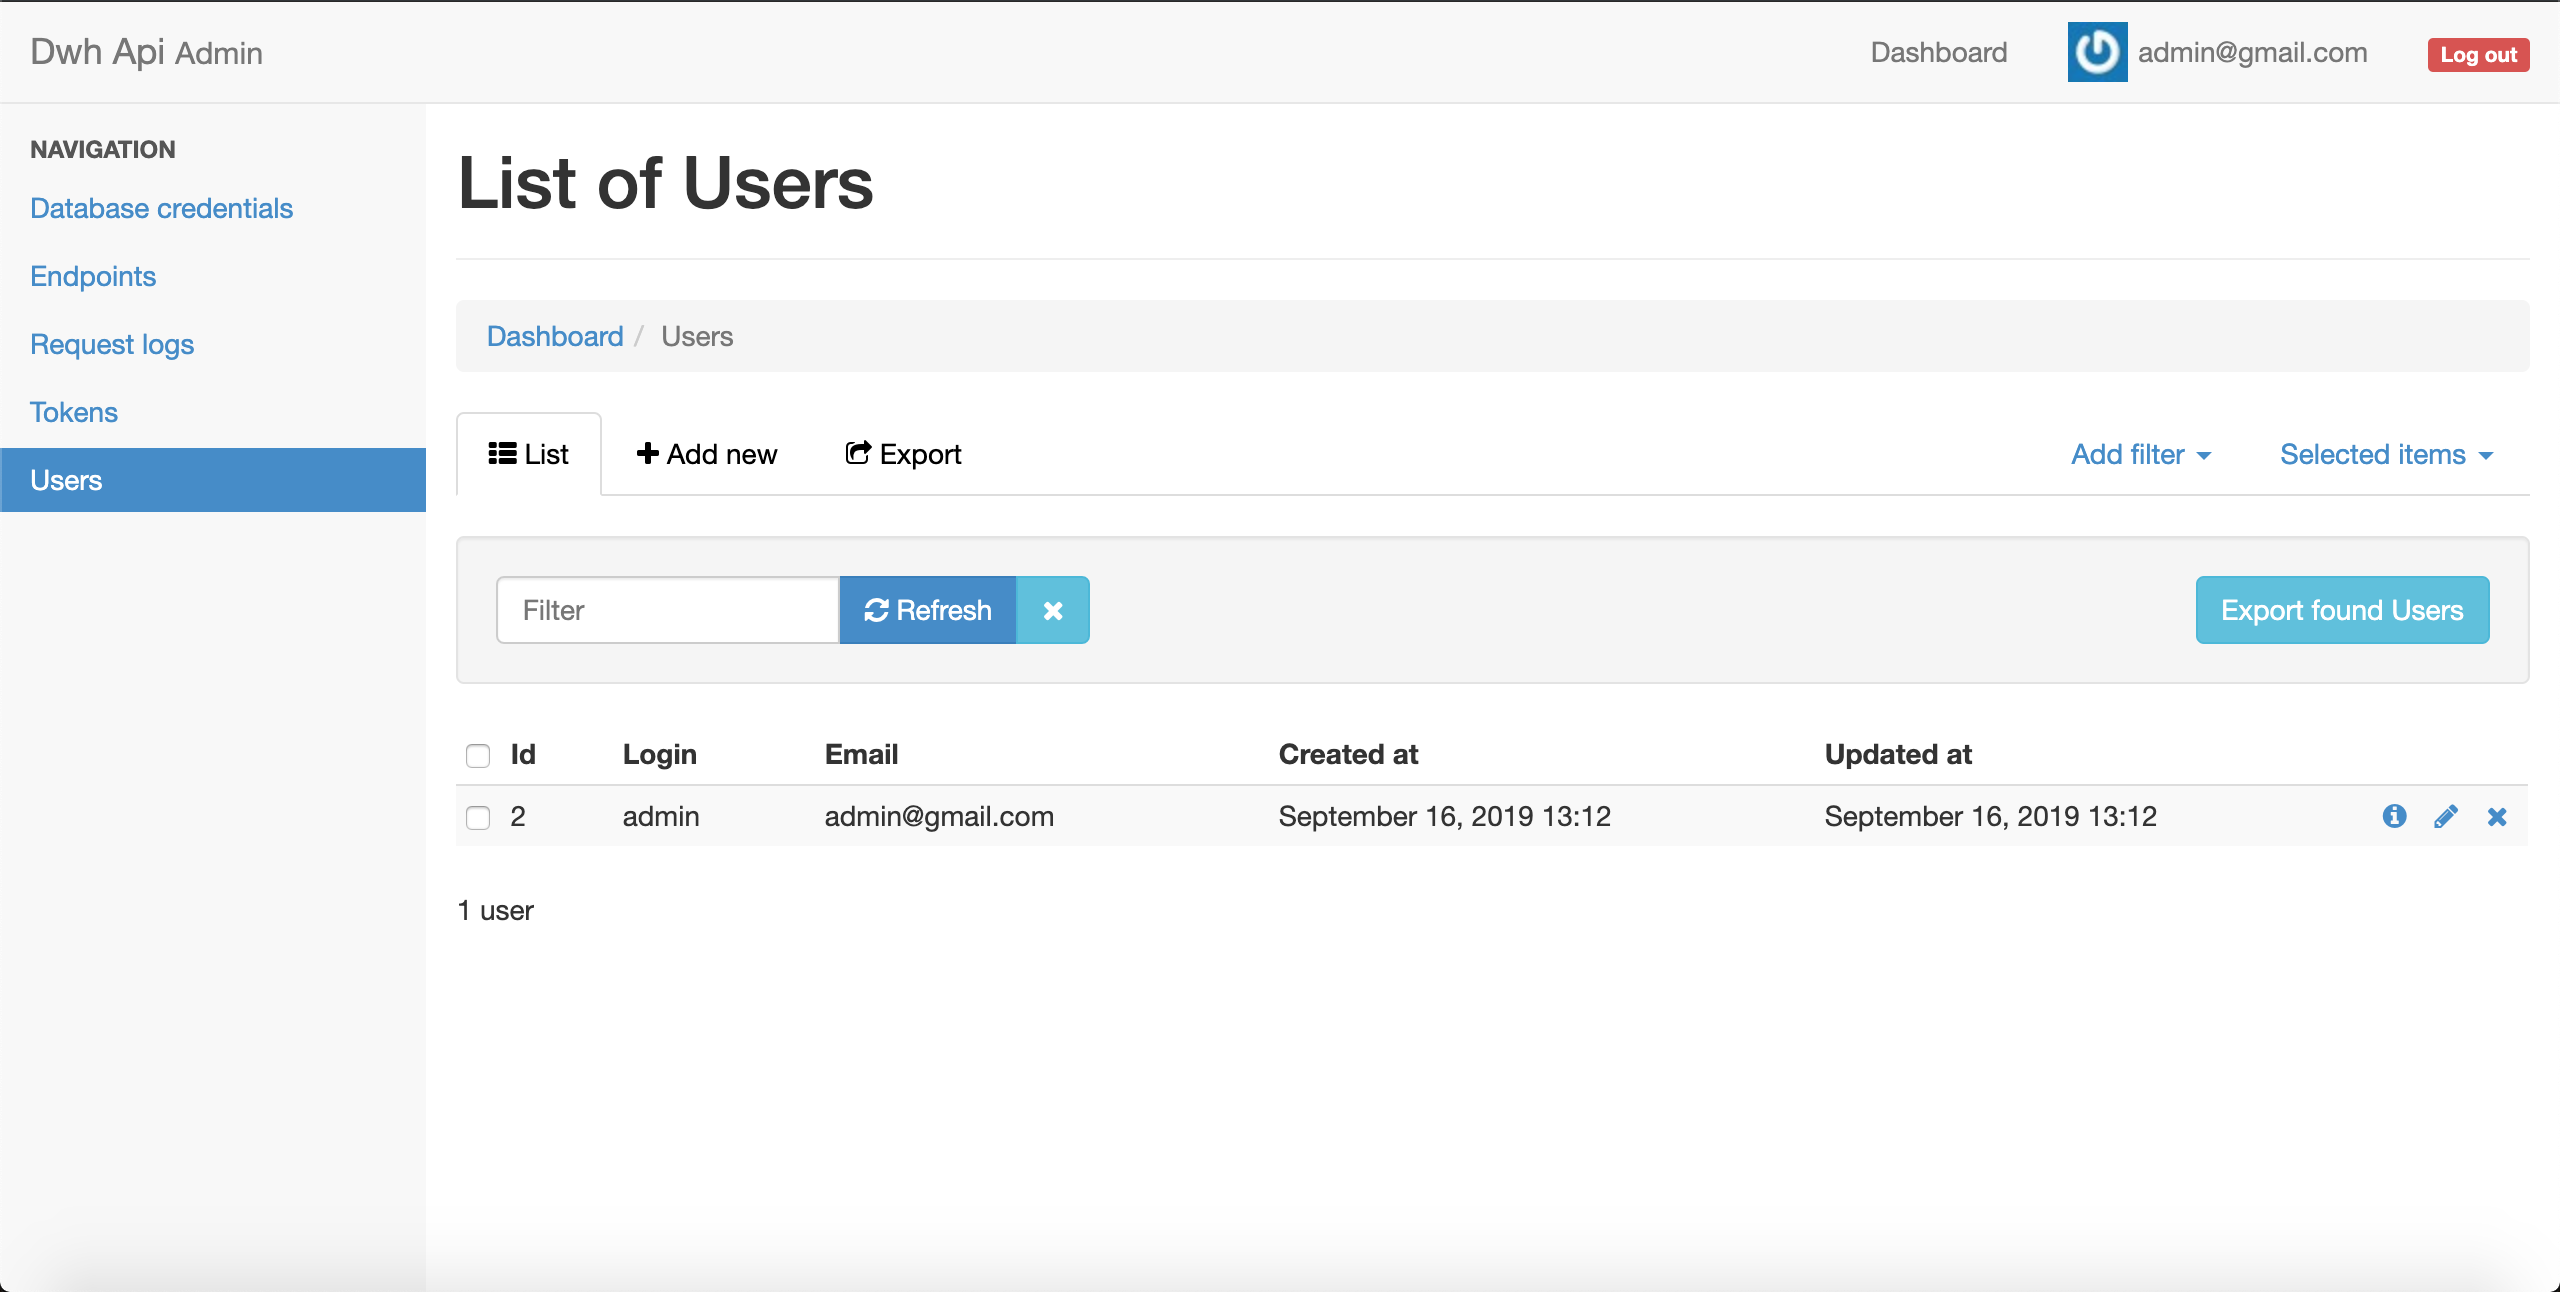 Dwh Api Admin
Dashboard
admin@gmail.com
Log out
NAVIGATION
Database credentials
Endpoints
Request logs
Tokens
Users
List of Users
Dashboard / Users
List
Add new
Export
Add filter
Selected items
Filter
Refresh
Export found Users
Id Login Email Created at Updated at
2 admin admin@gmail.com September 16, 2019 13:12 September 16, 2019 13:12
1 user